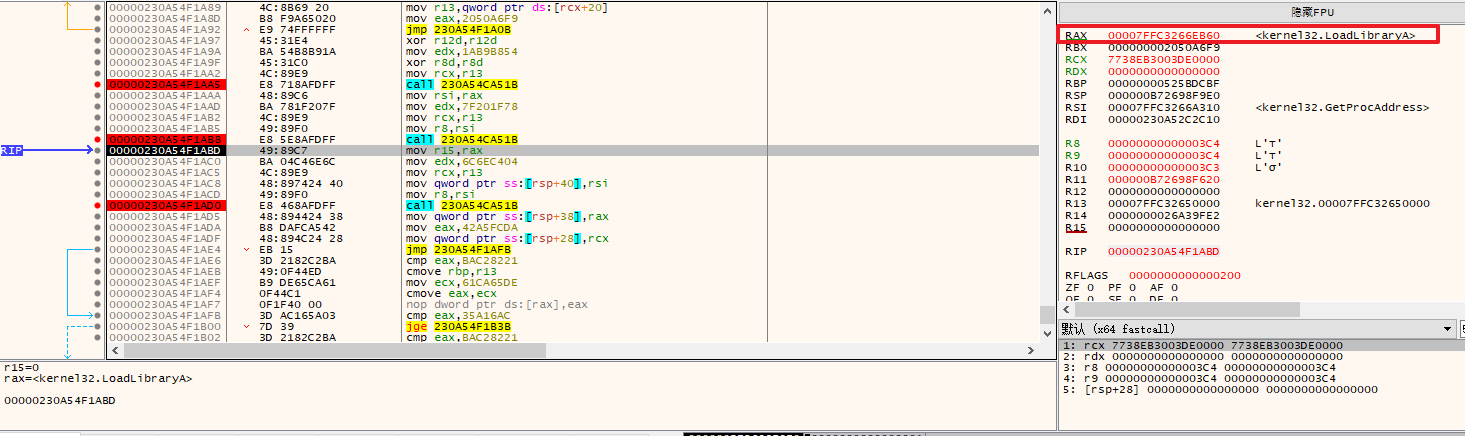 00000230A54F1A89 4C:8B69 20 mov r13,qword ptr ds:[rcx+20]
00000230A54F1A8D B8 F9A65020 mov eax,2050A6F9
00000230A54F1A92 E9 74FFFFFF jmp 230A54F1A0B
00000230A54F1A97 45:31E4 xor r12d,r12d
00000230A54F1A9A BA 54B8B91A mov edx,1AB9B854
00000230A54F1A9F 45:31C0 xor r8d,r8d
00000230A54F1AA2 4C:89E9 mov rcx,r13
00000230A54F1AA5 E8 718AFDFF call 230A54CA51B
00000230A54F1AAA 48:89C6 mov rsi,rax
00000230A54F1AAD BA 781F207F mov edx,7F201F78
00000230A54F1AB2 4C:89E9 mov rcx,r13
00000230A54F1AB5 49:89F0 mov r8,rsi
00000230A54F1AB8 E8 5E8AFDFF call 230A54CA51B
RIP 00000230A54F1ABD 49:89C7 mov r15,rax
00000230A54F1AC0 BA 04C46E6C mov edx,6C6EC404
00000230A54F1AC5 4C:89E9 mov rcx,r13
00000230A54F1AC8 48:897424 40 mov qword ptr ss:[rsp+40],rsi
00000230A54F1ACD 49:89F0 mov r8,rsi
00000230A54F1AD0 E8 468AFDFF call 230A54CA51B
00000230A54F1AD5 48:894424 38 mov qword ptr ss:[rsp+38],rax
00000230A54F1ADA B8 DAFCA542 mov eax,42A5FCDA
00000230A54F1ADF 48:894C24 28 mov qword ptr ss:[rsp+28],rcx
00000230A54F1AE4 EB 15 jmp 230A54F1AFB
00000230A54F1AE6 3D 2182C2BA cmp eax,BAC28221
00000230A54F1AEB 49:0F44ED cmove rbp,r13
00000230A54F1AEF B9 DE65CA61 mov ecx,61CA65DE
00000230A54F1AF4 0F44C1 cmove eax,ecx
00000230A54F1AF7 0F1F40 00 nop dword ptr ds:[rax],eax
00000230A54F1AFB 3D AC165A03 cmp eax,35A16AC
00000230A54F1B00 7D 39 jge 230A54F1B3B
00000230A54F1B02 3D 2182C2BA cmp eax,BAC28221
r15=0
rax=<kernel32.LoadLibraryA>
00000230A54F1ABD
隐藏FPU
RAX 00007FFC3266EB60 <kernel32.LoadLibraryA>
RBX 000000002050A6F9
RCX 7738EB3003DE0000
RDX 0000000000000000
RBP 00000000525BDCBF
RSP 000000B72698F9E0
RSI 00007FFC3266A310 <kernel32.GetProcAddress>
RDI 00000230A52C2C10
R8 00000000000003C4 L'τ'
R9 00000000000003C4 L'τ'
R10 00000000000003C3 L'σ'
R11 000000B72698F620
R12 0000000000000000
R13 00007FFC32650000 kernel32.00007FFC32650000
R14 0000000026A39FE2
R15 0000000000000000
RIP 00000230A54F1ABD
RFLAGS 0000000000000200
ZF 0 PF 0 AF 0
OF 0 SF 0 DF 0
默认 (x64 fastcall)
1: rcx 7738EB3003DE0000 7738EB3003DE0000
2: rdx 0000000000000000 0000000000000000
3: r8 00000000000003C4 00000000000003C4
4: r9 00000000000003C4 00000000000003C4
5: [rsp+28] 0000000000000000 0000000000000000